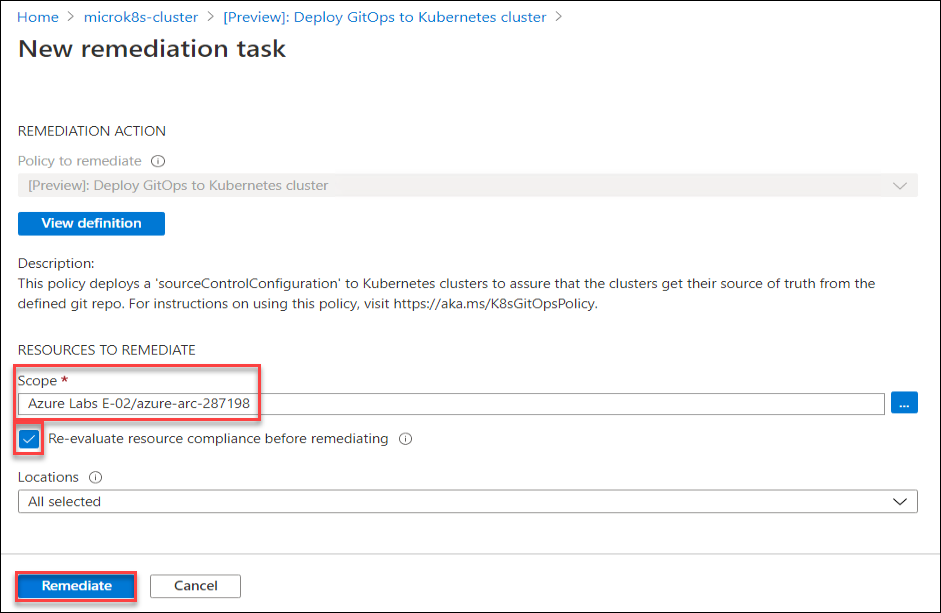 Home > microk8s-cluster > [Preview]: Deploy GitOps to Kubernetes cluster >
New remediation task
REMEDIATION ACTION
Policy to remediate
[Preview]: Deploy GitOps to Kubernetes cluster
View definition
Description:
This policy deploys a 'sourceControlConfiguration' to Kubernetes clusters to assure that the clusters get their source of truth from the
defined git repo. For instructions on using this policy, visit https://aka.ms/K8sGitOpsPolicy.
RESOURCES TO REMEDIATE
Scope *
Azure Labs E-02/azure-arc-287198
...
Re-evaluate resource compliance before remediating
Locations
All selected
Remediate
Cancel